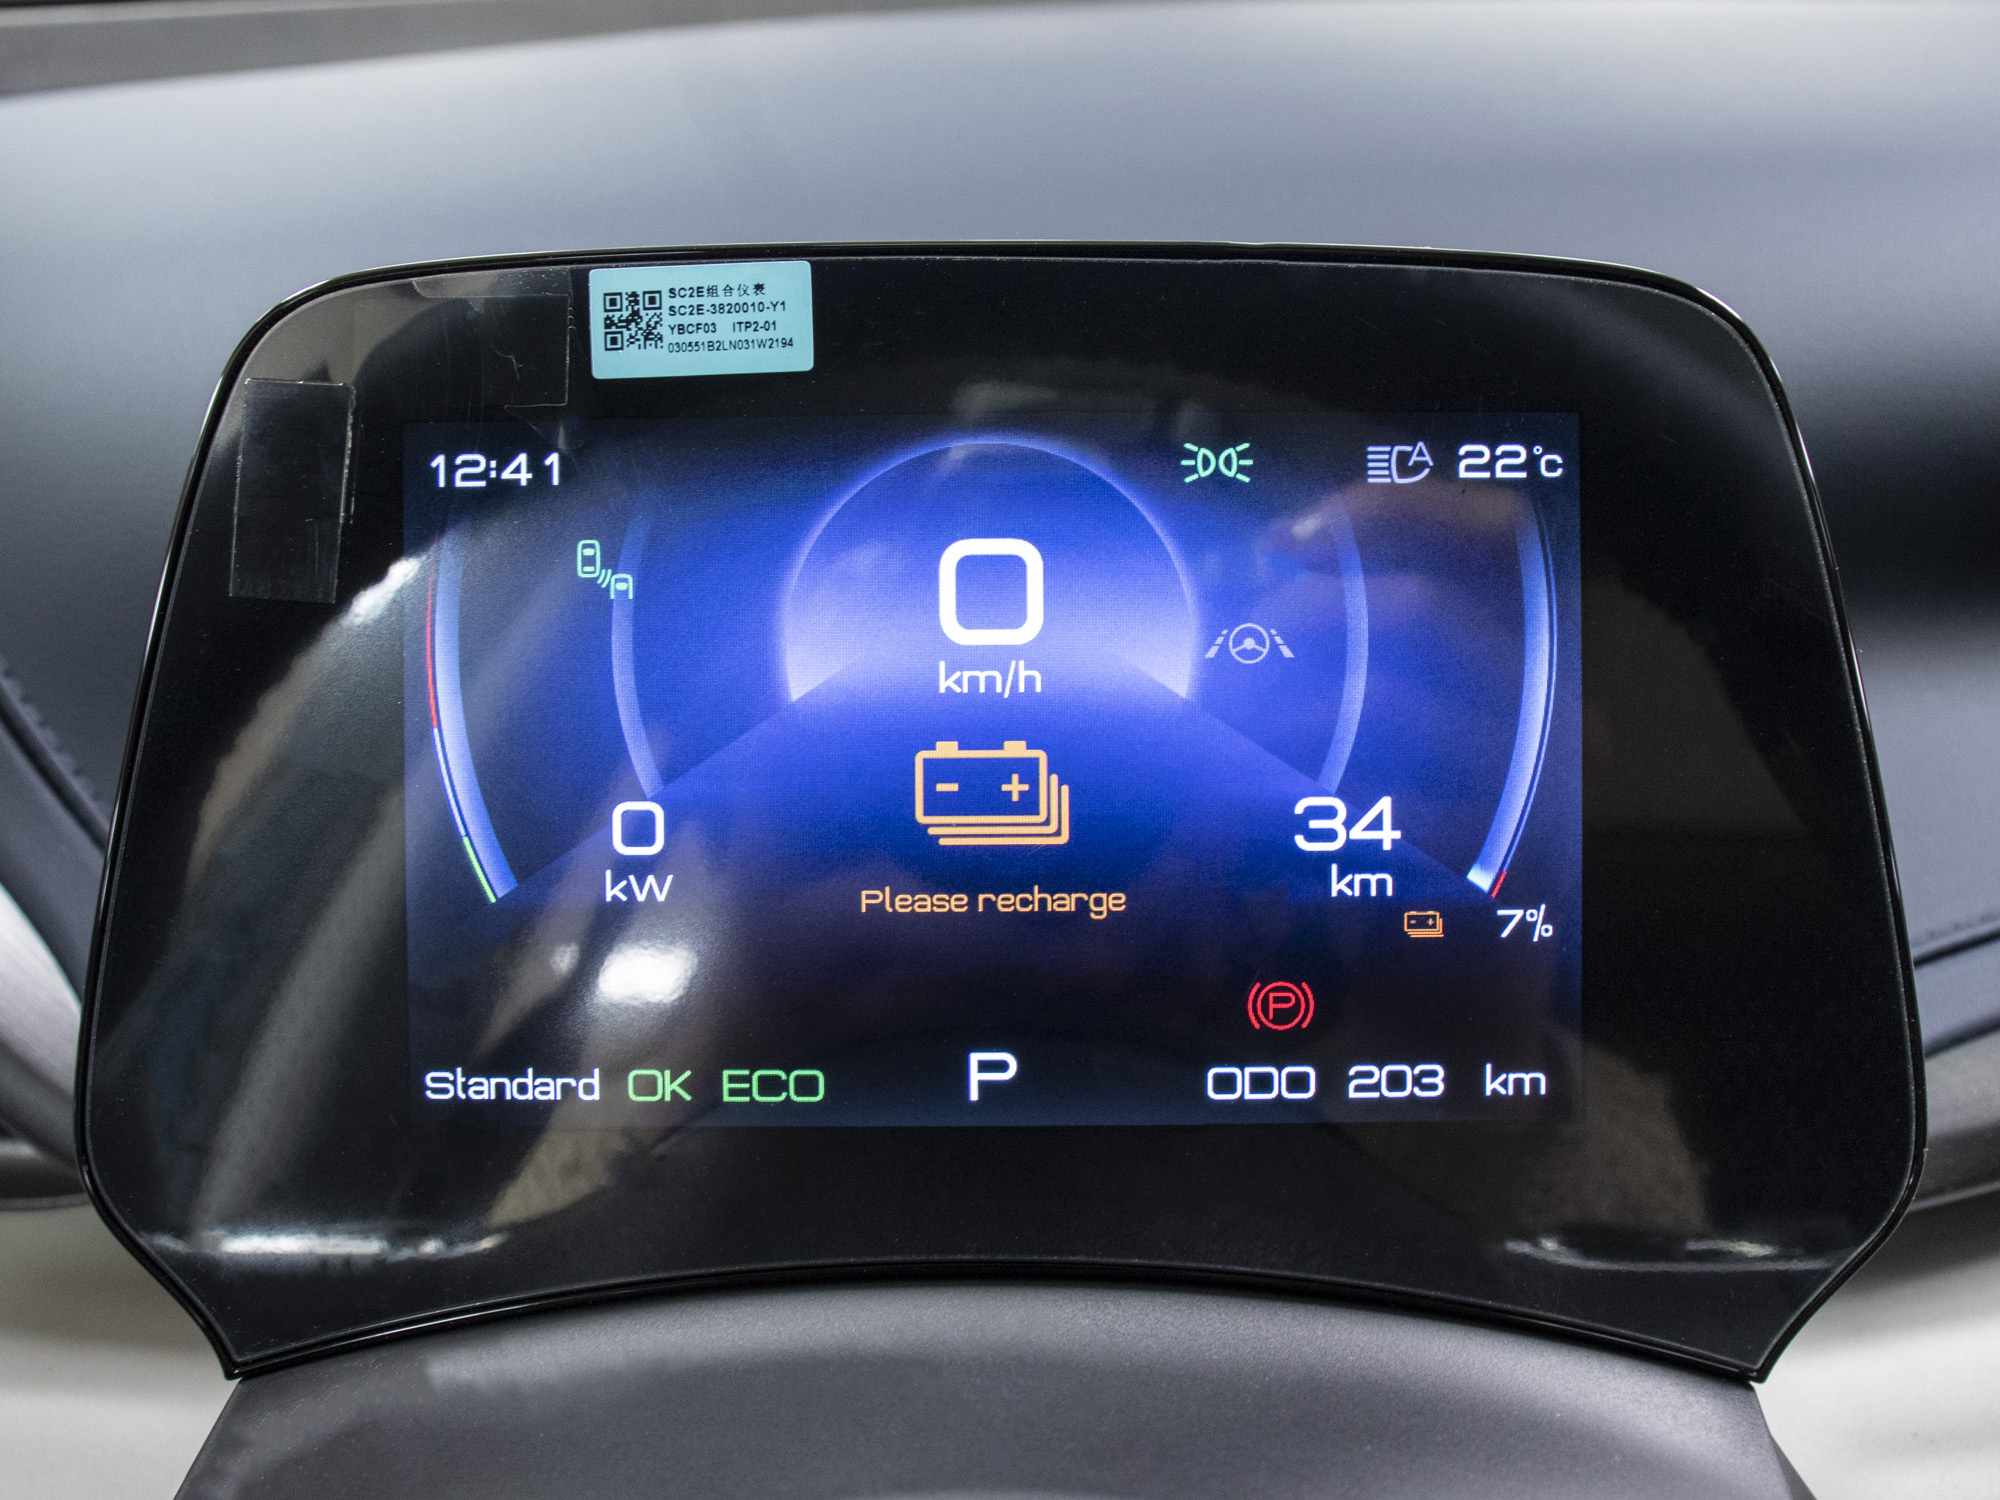 SC2E组合仪表
SC2E-3820010-Y1
YBCF03 ITP2-01
030551B2LN031W2194
12:41
A
22°C
0
km/h
0
kW
34
km
- +
Please recharge
- +
7%
P
Standard OK ECO
P
ODO 203 km